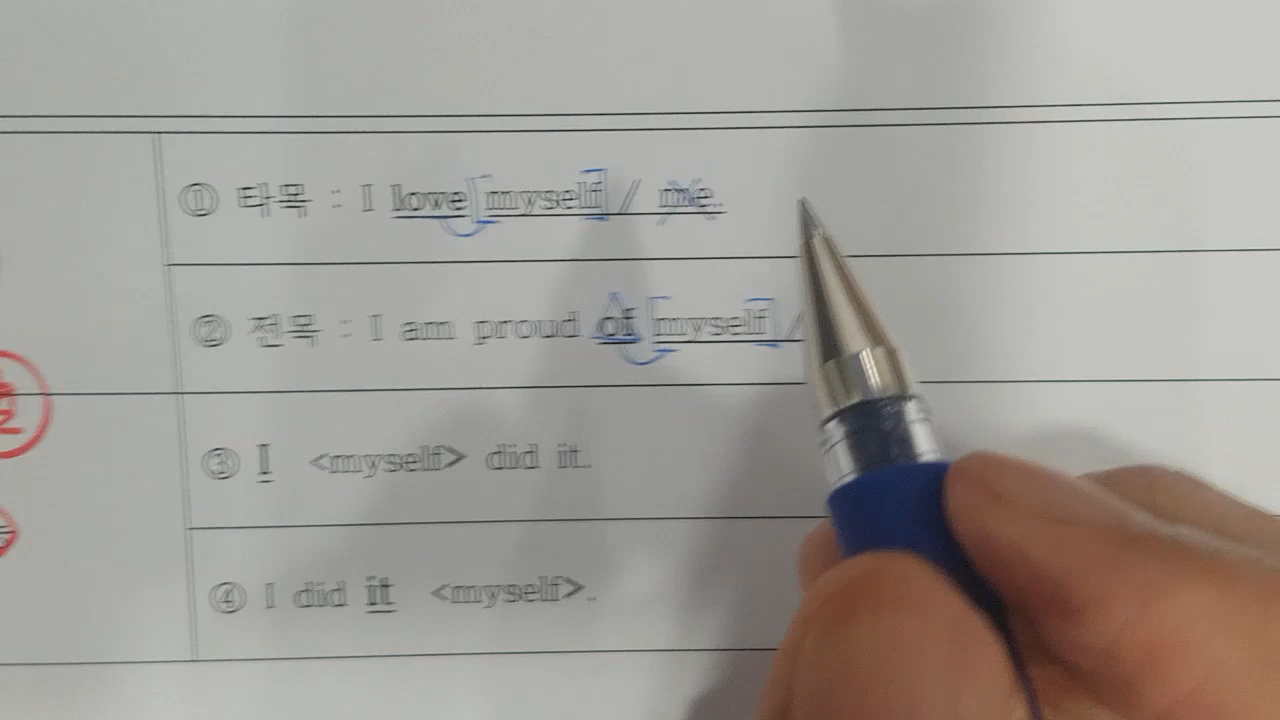 ① 타목 : I love [myself] / me.
② 전목 : I am proud of [myself] /
③ I <myself> did it.
④ I did it <myself>.